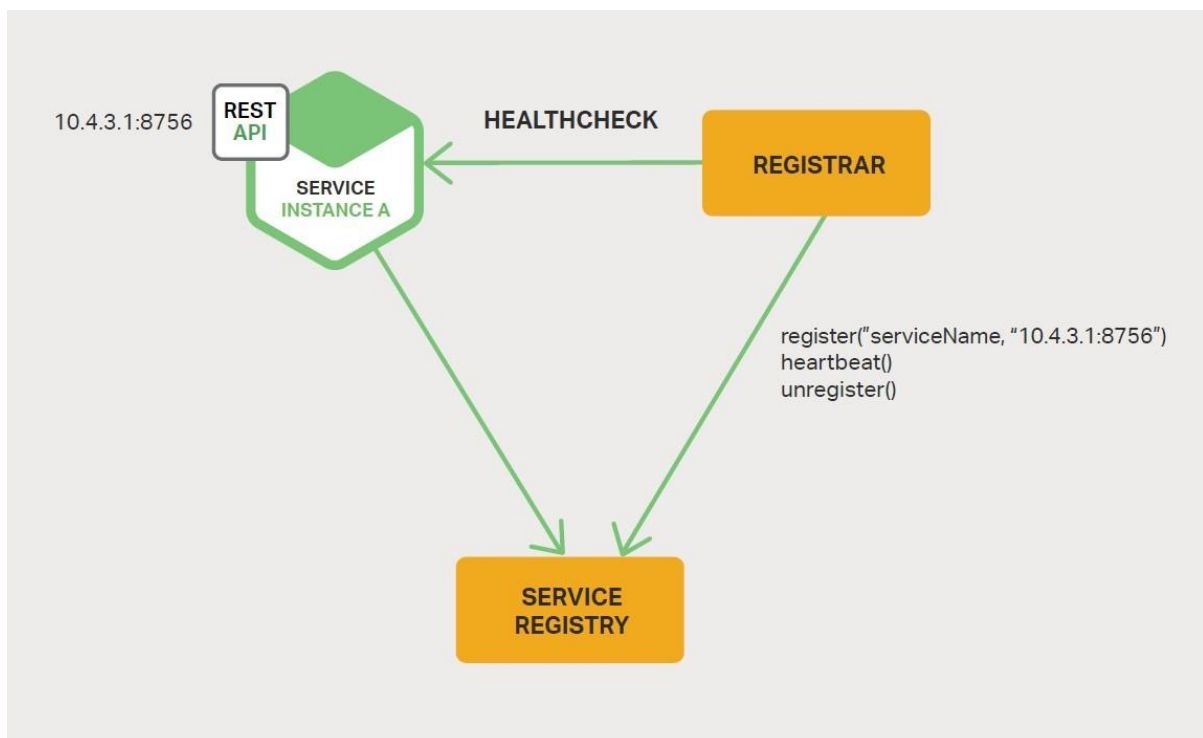 10.4.3.1:8756
REST
API
SERVICE
INSTANCE A
HEALTHCHECK
REGISTRAR
register(”serviceName, “10.4.3.1:8756”)
heartbeat()
unregister()
SERVICE
REGISTRY